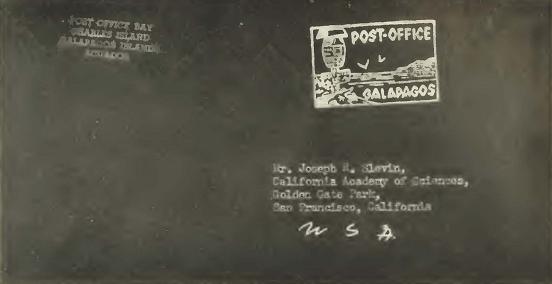 POST OFFICE BAY
CHARLES ISLAND
GALAPAGOS ISLANDS
ECUADOR
POST-OFFICE
GALAPAGOS
Mr. Joseph R. Slevin,
California Academy of Sciences,
Golden Gate Park,
San Francisco, California
U S A.